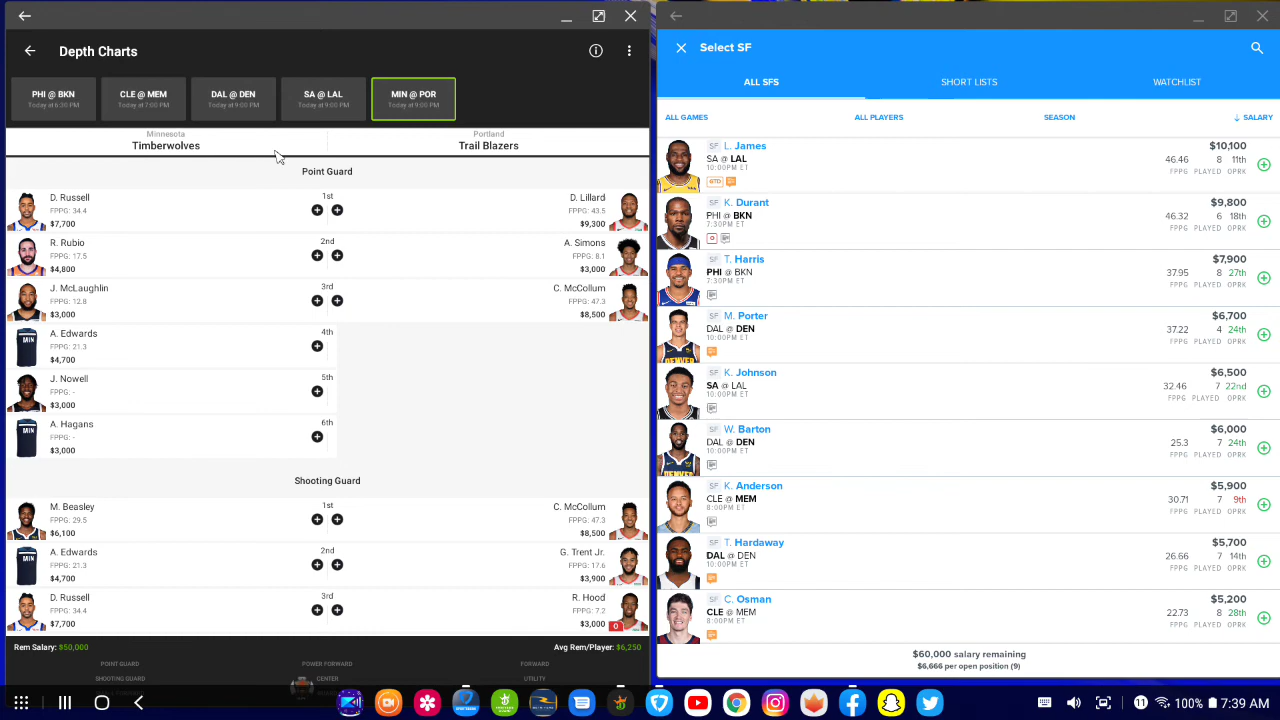 Depth Charts
PHI @ BKN
Today at 6:30 PM
CLE @ MEM
Today at 7:00 PM
DAL @ DEN
Today at 9:00 PM
SA @ LAL
Today at 9:00 PM
MIN @ POR
Today at 9:00 PM
Minnesota
Timberwolves
Portland
Trail Blazers
Point Guard
D. Russell
FPPG: 34.4
$7,700
1st
D. Lillard
FPPG: 43.5
$9,300
R. Rubio
FPPG: 17.5
$4,800
2nd
A. Simons
FPPG: 8.1
$3,000
J. McLaughlin
FPPG: 12.8
$3,000
3rd
C. McCollum
FPPG: 47.3
$8,500
A. Edwards
FPPG: 21.3
$4,700
4th
J. Nowell
FPPG: -
$3,000
5th
A. Hagans
FPPG: -
$3,000
6th
Shooting Guard
M. Beasley
FPPG: 29.5
$6,100
1st
C. McCollum
FPPG: 47.3
$8,500
A. Edwards
FPPG: 21.3
$4,700
2nd
G. Trent Jr.
FPPG: 17.6
$3,900
D. Russell
FPPG: 34.4
$7,700
3rd
R. Hood
FPPG: 7.2
$3,000
O
Rem Salary: $50,000
Avg Rem/Player: $6,250
POINT GUARD
POWER FORWARD
FORWARD
SHOOTING GUARD
CENTER
UTILITY
Select SF
ALL SFS
SHORT LISTS
WATCHLIST
ALL GAMES
ALL PLAYERS
SEASON
↓ SALARY
SF L. James
SA @ LAL
10:00PM ET
GTD
$10,100
46.46 8 11th
FPPG PLAYED OPRK
SF K. Durant
PHI @ BKN
7:30PM ET
O
$9,800
46.32 6 18th
FPPG PLAYED OPRK
SF T. Harris
PHI @ BKN
7:30PM ET
$7,900
37.95 8 27th
FPPG PLAYED OPRK
SF M. Porter
DAL @ DEN
10:00PM ET
$6,700
37.22 4 24th
FPPG PLAYED OPRK
SF K. Johnson
SA @ LAL
10:00PM ET
$6,500
32.46 7 22nd
FPPG PLAYED OPRK
SF W. Barton
DAL @ DEN
10:00PM ET
$6,000
25.3 7 24th
FPPG PLAYED OPRK
SF K. Anderson
CLE @ MEM
8:00PM ET
$5,900
30.71 7 9th
FPPG PLAYED OPRK
SF T. Hardaway
DAL @ DEN
10:00PM ET
$5,700
26.66 7 14th
FPPG PLAYED OPRK
SF C. Osman
CLE @ MEM
8:00PM ET
$5,200
22.73 8 28th
FPPG PLAYED OPRK
$60,000 salary remaining
$6,666 per open position (9)